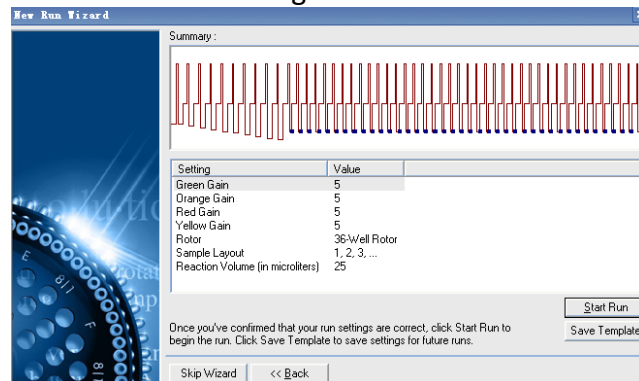 New Run Wizard
Summary :
Setting Value
Green Gain 5
Orange Gain 5
Red Gain 5
Yellow Gain 5
Rotor 36-Well Rotor
Sample Layout 1, 2, 3, ...
Reaction Volume (in microliters) 25
Start Run
Once you've confirmed that your run settings are correct, click Start Run to
begin the run. Click Save Template to save settings for future runs.
Save Template
Skip Wizard << Back